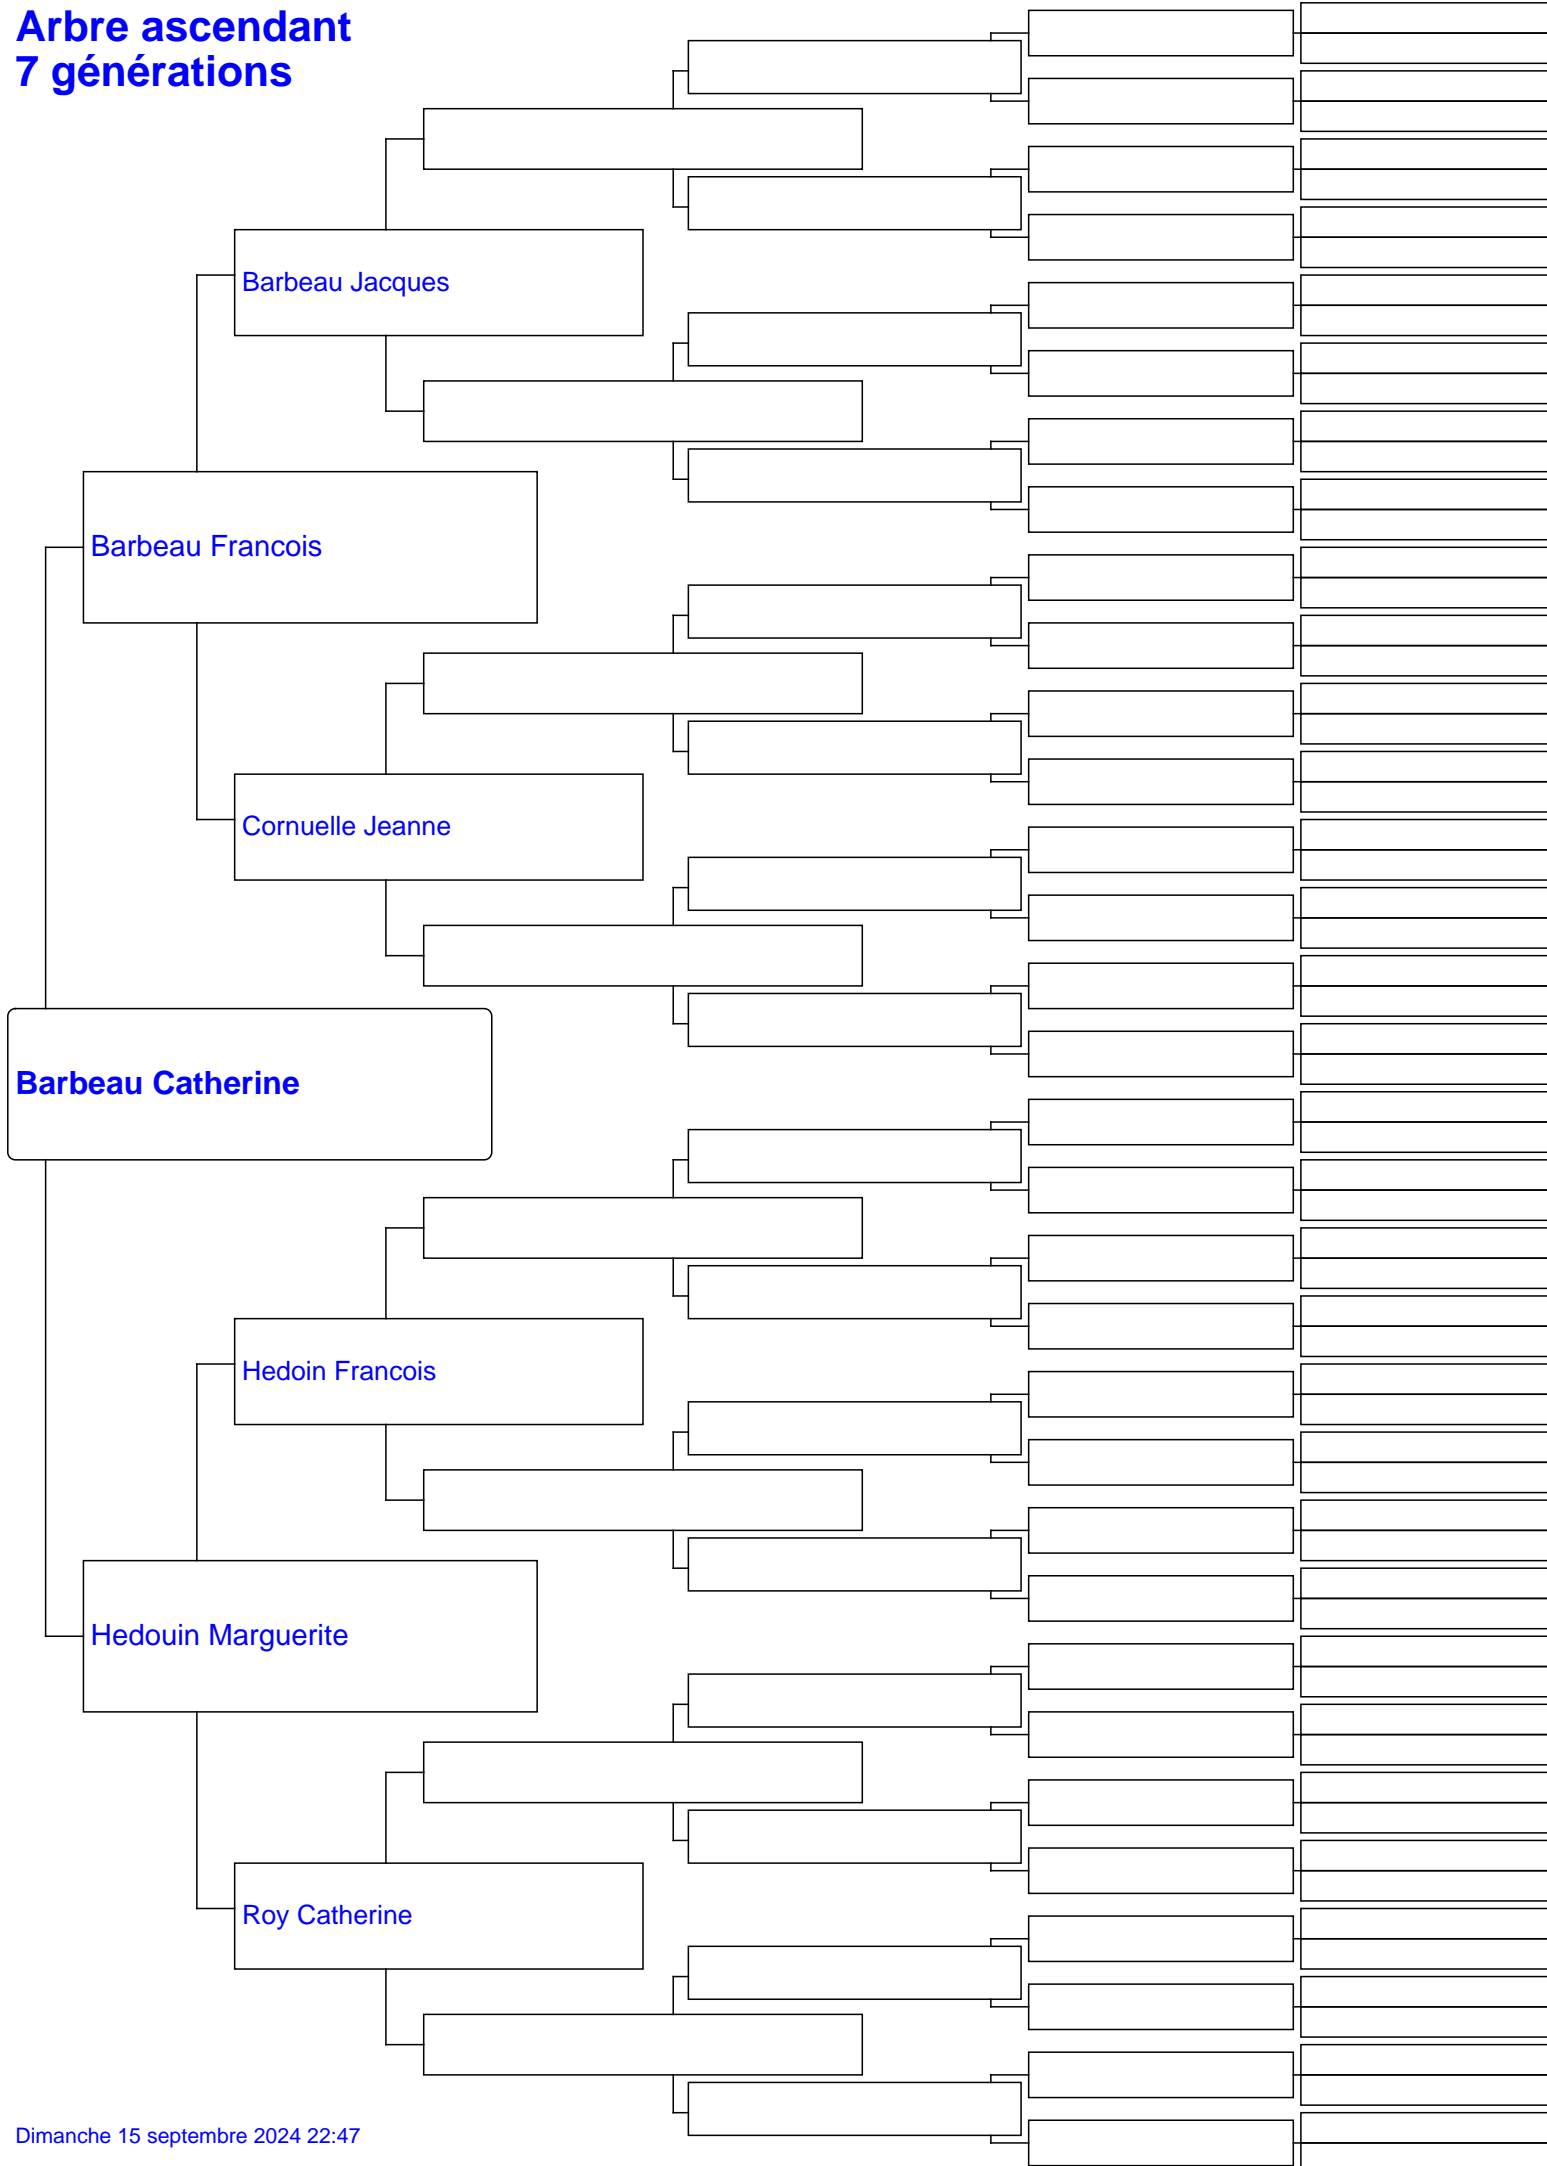 Arbre ascendant
7 générations
Barbeau Jacques
Barbeau Francois
Cornuelle Jeanne
Barbeau Catherine
Hedoin Francois
Hedouin Marguerite
Roy Catherine
Dimanche 15 septembre 2024 22:47